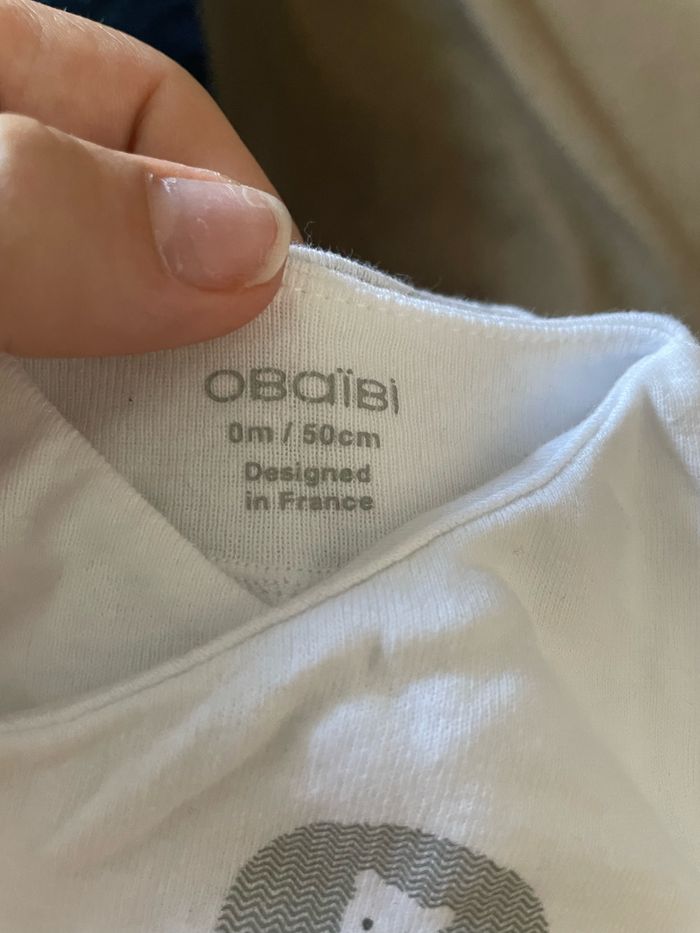 OBaïBi
0m / 50cm
Designed
in France